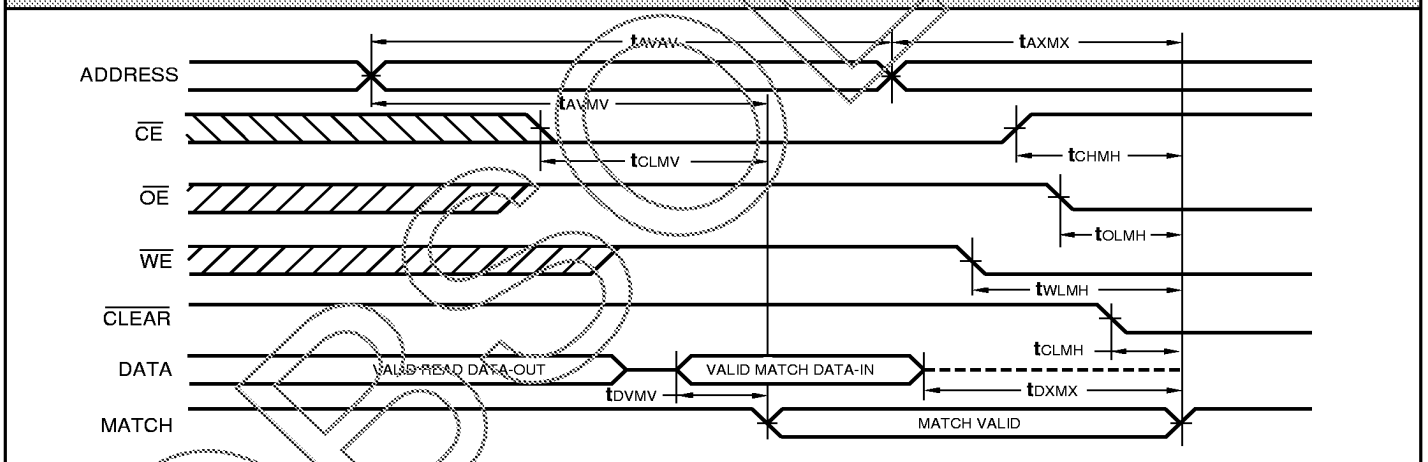 tAVAV
tAXMX
ADDRESS
tAVMV
CE
tCHMH
tCLMV
OE
tOLMH
WE
tWLMH
CLEAR
tCLMH
DATA
VALID READ DATA-OUT
VALID MATCH DATA-IN
tDXMX
tDVMV
MATCH
MATCH VALID